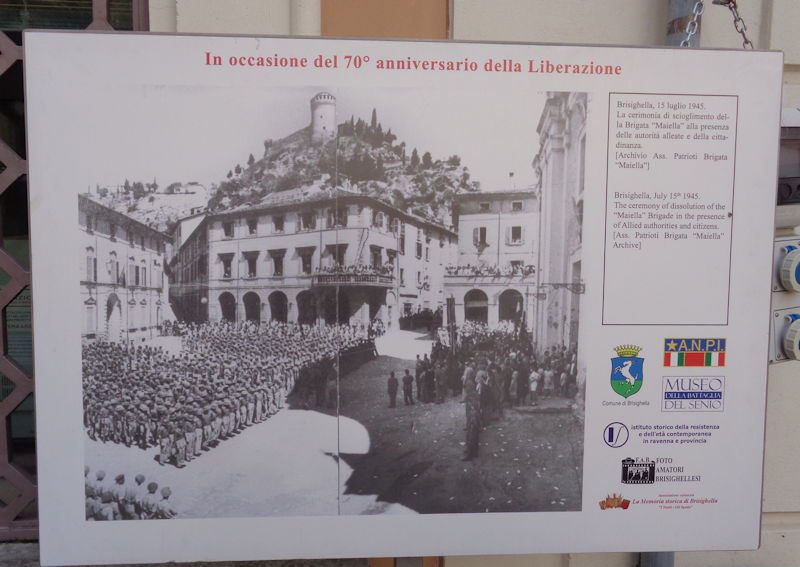 In occasione del 70° anniversario della Liberazione
Brisighella, 15 luglio 1945.
La cerimonia di scioglimento del-
la Brigata “Maiella” alla presenza
delle autorità alleate e della citta-
dinanza.
[Archivio Ass. Patrioti Brigata
“Maiella”]
Brisighella, July 15th 1945.
The ceremony of dissolution of the
“Maiella” Brigade in the presence
of Allied authorities and citizens.
[Ass. Patrioti Brigata “Maiella”
Archive]
Comune di Brisighella
A.N.P.I.
MUSEO
DELLA BATTAGLIA
DEL SENIO
istituto storico della resistenza
e dell'età contemporanea
in ravenna e provincia
F.A.B. FOTO
AMATORI
BRISIGHELLESI
La Memoria storica di Brisighella